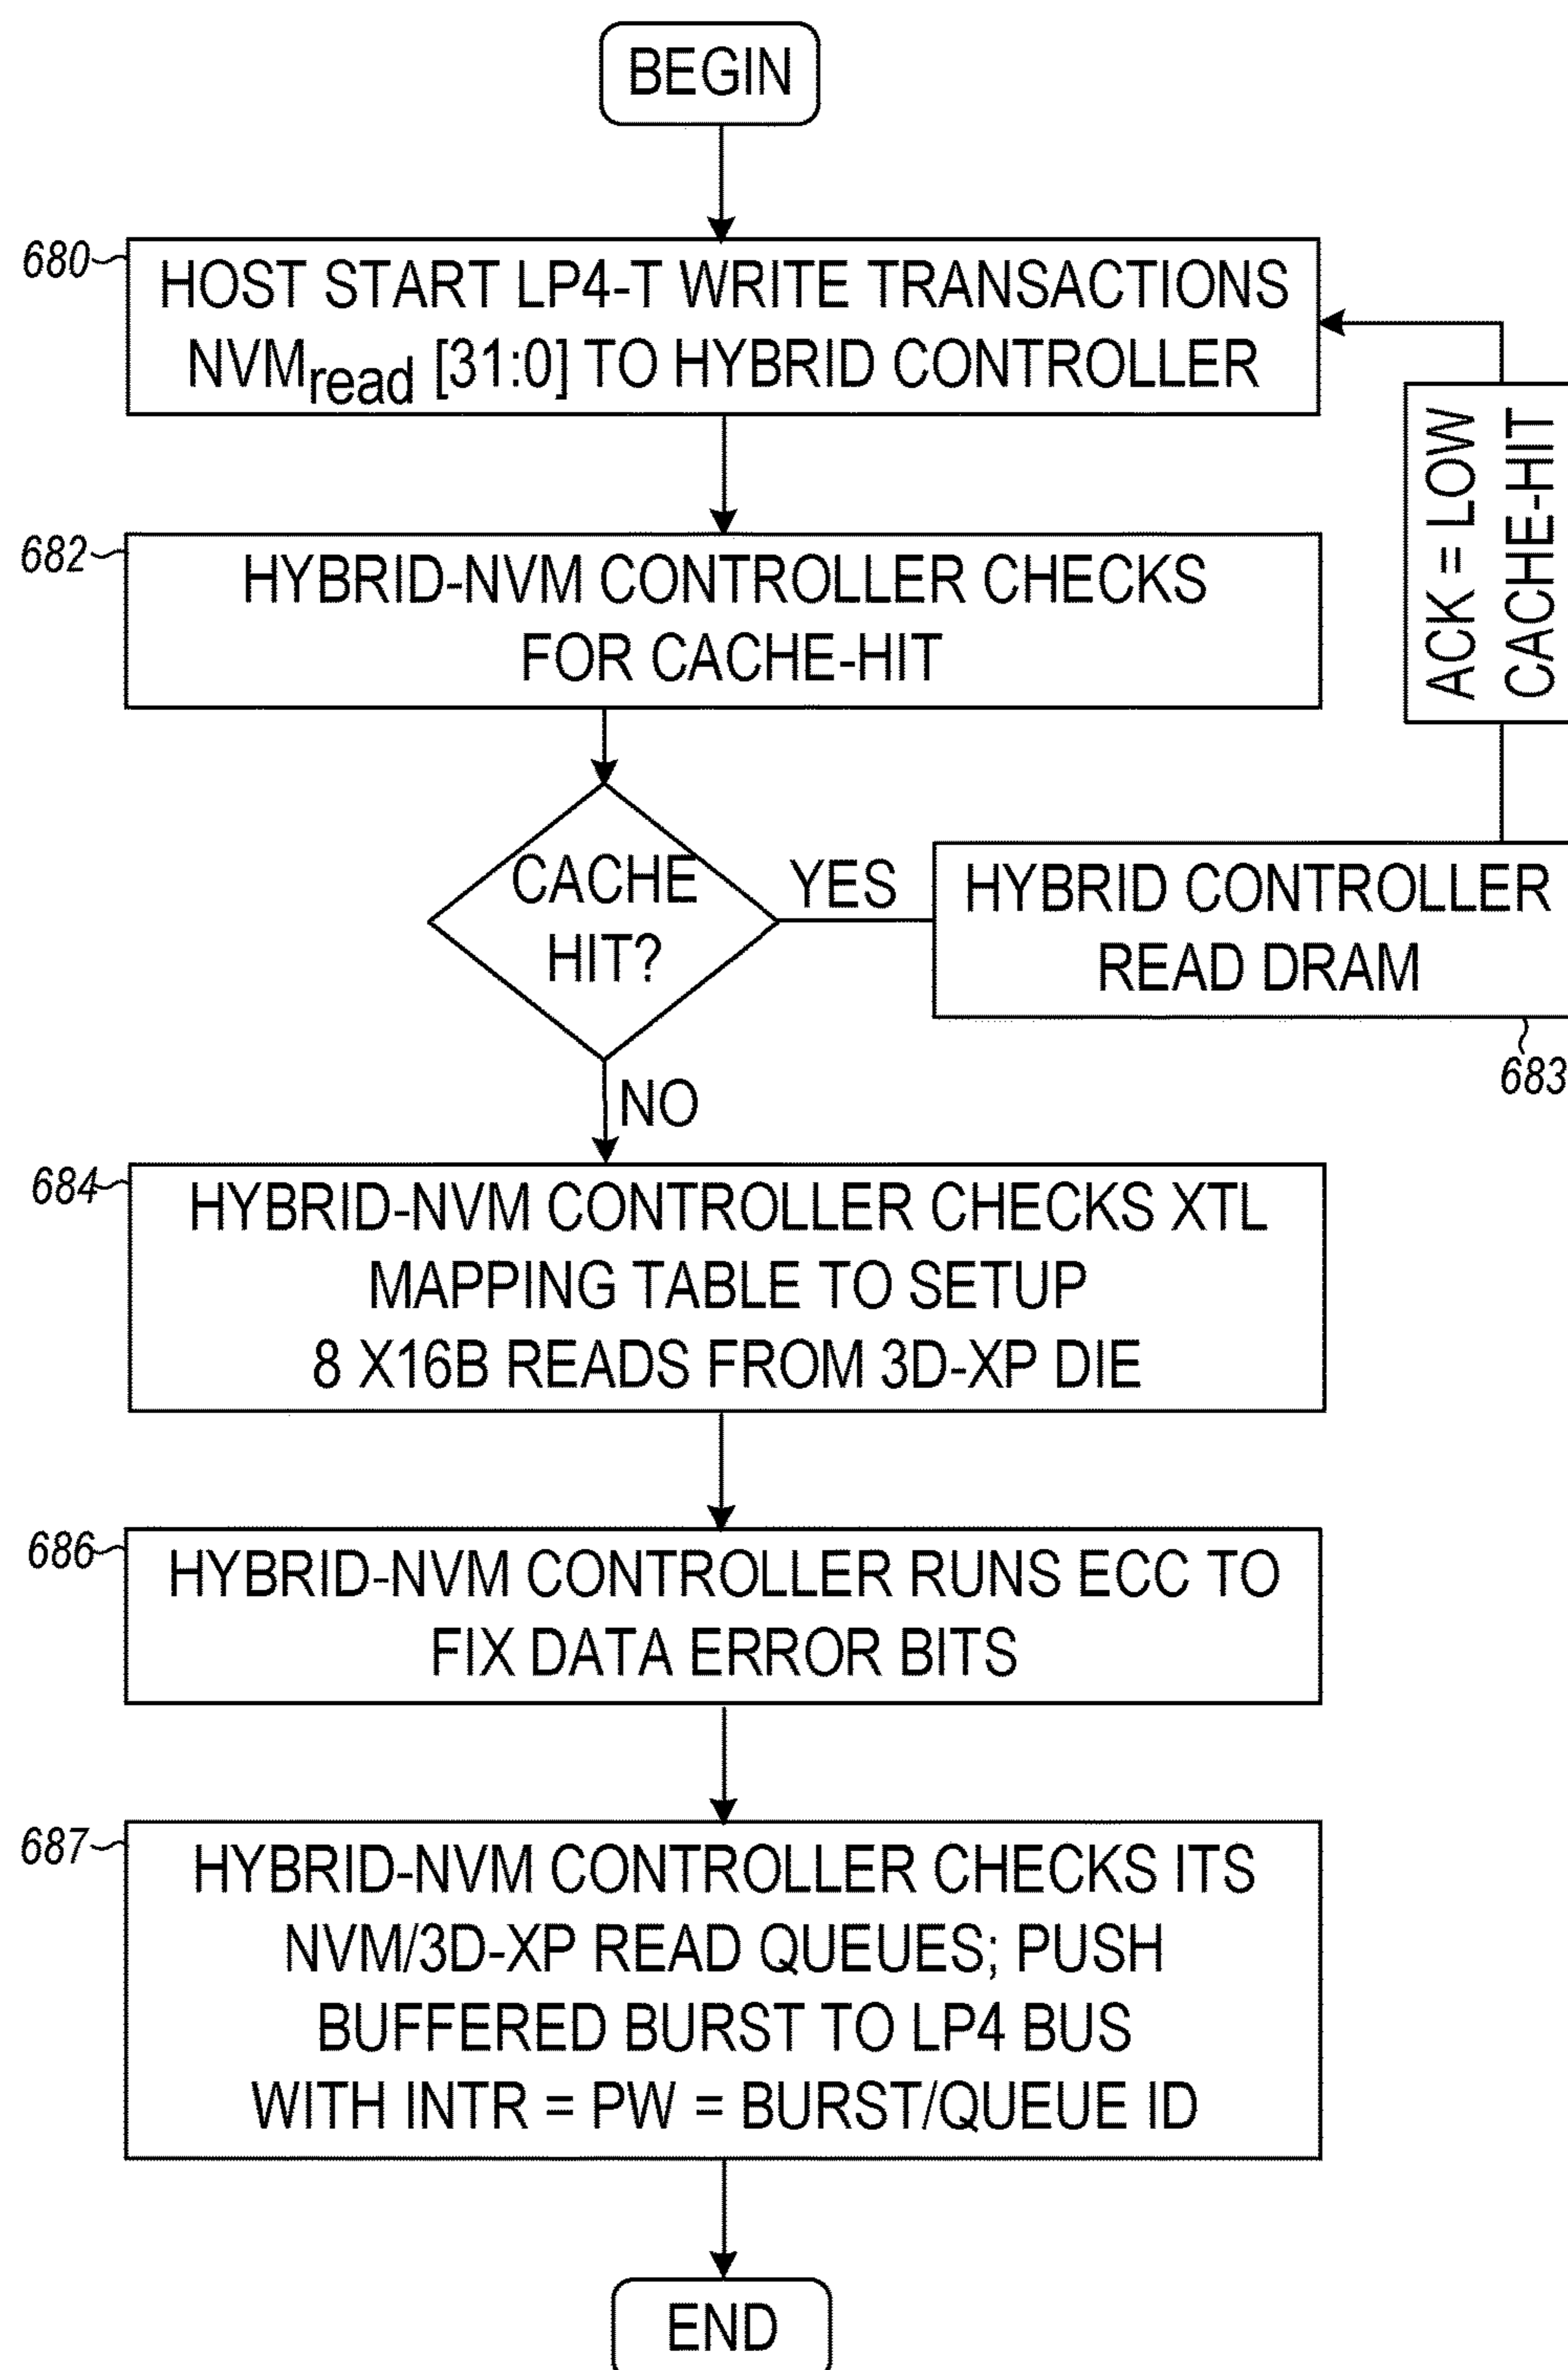 BEGIN
680
HOST START LP4-T WRITE TRANSACTIONS
NVMread [31:0] TO HYBRID CONTROLLER
ACK = LOW
CACHE-HIT
682
HYBRID-NVM CONTROLLER CHECKS
FOR CACHE-HIT
CACHE
HIT?
YES
HYBRID CONTROLLER
READ DRAM
683
NO
684
HYBRID-NVM CONTROLLER CHECKS XTL
MAPPING TABLE TO SETUP
8 X16B READS FROM 3D-XP DIE
686
HYBRID-NVM CONTROLLER RUNS ECC TO
FIX DATA ERROR BITS
687
HYBRID-NVM CONTROLLER CHECKS ITS
NVM/3D-XP READ QUEUES; PUSH
BUFFERED BURST TO LP4 BUS
WITH INTR = PW = BURST/QUEUE ID
END